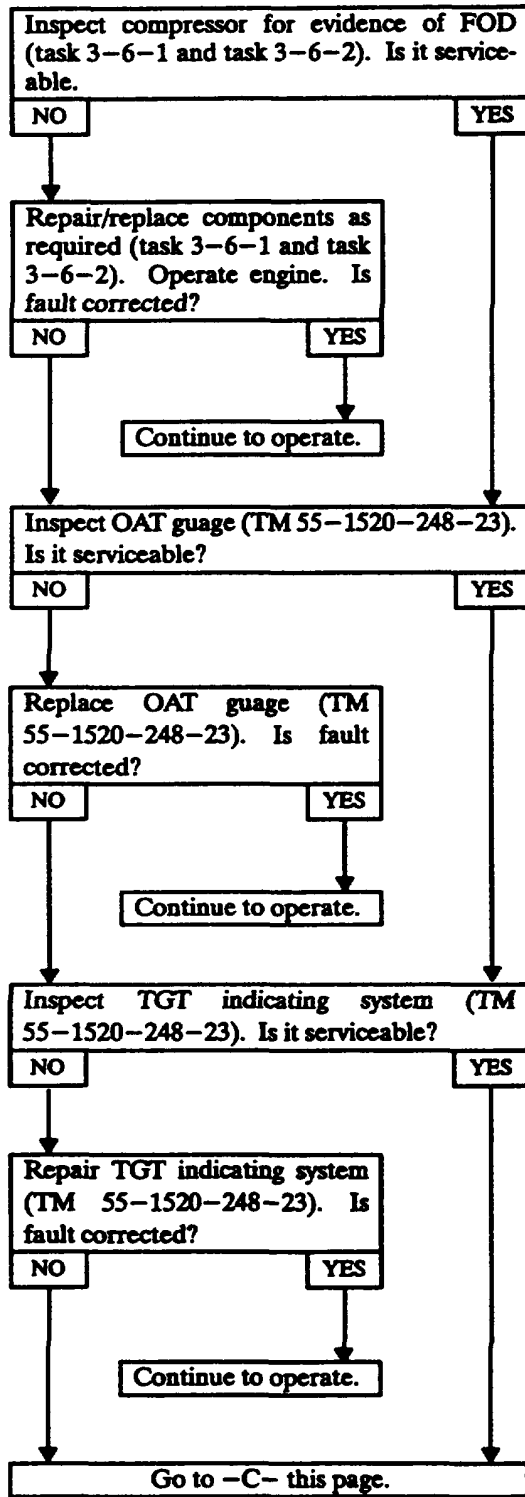 Inspect compressor for evidence of FOD
(task 3−6−1 and task 3−6−2). Is it service-
able.
NO
YES
Repair/replace components as
required (task 3−6−1 and task
3−6−2). Operate engine. Is
fault corrected?
NO
YES
Continue to operate.
Inspect OAT guage (TM 55−1520−248−23).
Is it serviceable?
NO
YES
Replace OAT guage (TM
55−1520−248−23). Is fault
corrected?
NO
YES
Continue to operate.
Inspect TGT indicating system (TM
55−1520−248−23). Is it serviceable?
NO
YES
Repair TGT indicating system
(TM 55−1520−248−23). Is
fault corrected?
NO
YES
Continue to operate.
Go to −C− this page.